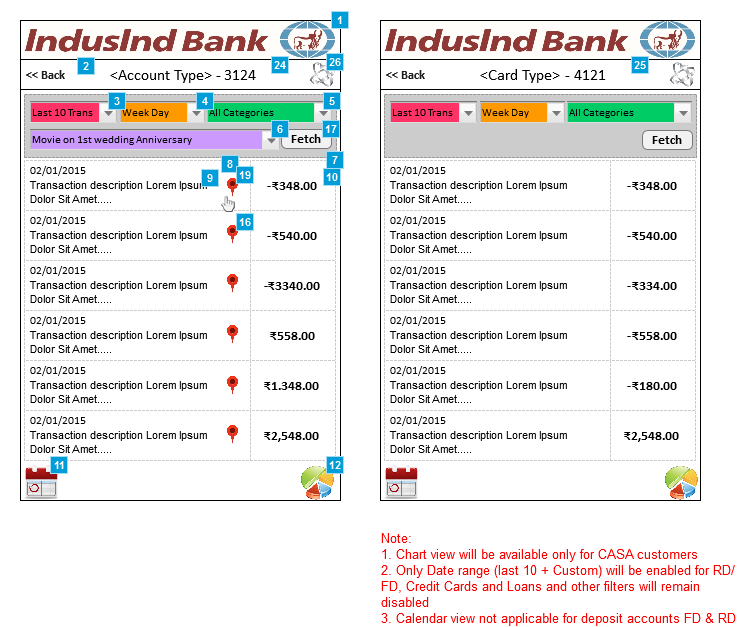 1
IndusInd Bank
2
24
26
<< Back
<Account Type> - 3124
3
4
5
Last 10 Trans
Week Day
All Categories
6
17
Movie on 1st wedding Anniversary
Fetch
7
8
9
19
10
02/01/2015
Transaction description Lorem Ipsum
Dolor Sit Amet.....
-₹348.00
16
02/01/2015
Transaction description Lorem Ipsum
Dolor Sit Amet.....
-₹540.00
02/01/2015
Transaction description Lorem Ipsum
Dolor Sit Amet.....
-₹3340.00
02/01/2015
Transaction description Lorem Ipsum
Dolor Sit Amet.....
₹558.00
02/01/2015
Transaction description Lorem Ipsum
Dolor Sit Amet.....
₹1.348.00
02/01/2015
Transaction description Lorem Ipsum
Dolor Sit Amet.....
₹2,548.00
11
12
IndusInd Bank
25
<< Back
<Card Type> - 4121
Last 10 Trans
Week Day
All Categories
Fetch
02/01/2015
Transaction description Lorem Ipsum
Dolor Sit Amet.....
-₹348.00
02/01/2015
Transaction description Lorem Ipsum
Dolor Sit Amet.....
-₹540.00
02/01/2015
Transaction description Lorem Ipsum
Dolor Sit Amet.....
-₹334.00
02/01/2015
Transaction description Lorem Ipsum
Dolor Sit Amet.....
-₹558.00
02/01/2015
Transaction description Lorem Ipsum
Dolor Sit Amet.....
-₹180.00
02/01/2015
Transaction description Lorem Ipsum
Dolor Sit Amet.....
₹2,548.00
Note:
1. Chart view will be available only for CASA customers
2. Only Date range (last 10 + Custom) will be enabled for RD/
FD, Credit Cards and Loans and other filters will remain
disabled
3. Calendar view not applicable for deposit accounts FD & RD